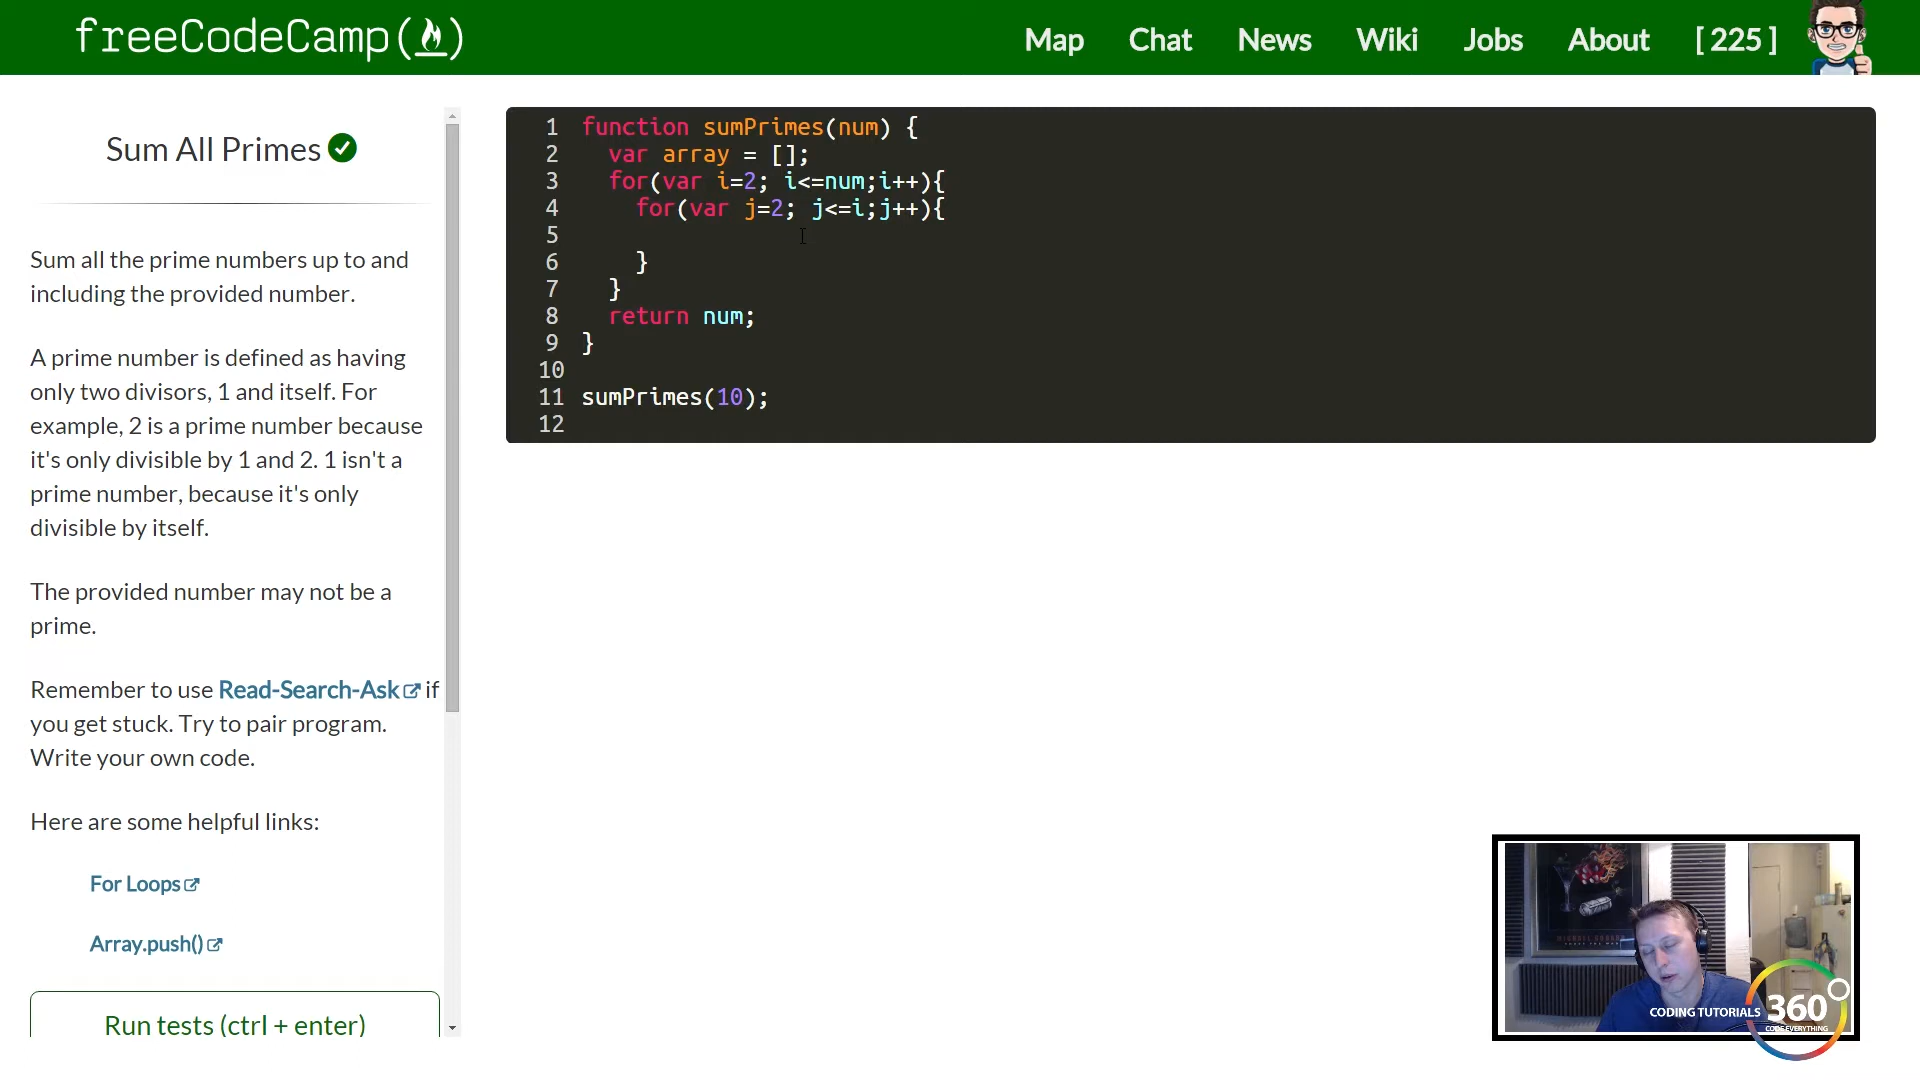 freeCodeCamp
Map Chat News Wiki Jobs About [ 225 ]
Sum All Primes
Sum all the prime numbers up to and
including the provided number.
A prime number is defined as having
only two divisors, 1 and itself. For
example, 2 is a prime number because
it's only divisible by 1 and 2. 1 isn't a
prime number, because it's only
divisible by itself.
The provided number may not be a
prime.
Remember to use Read-Search-Ask if
you get stuck. Try to pair program.
Write your own code.
Here are some helpful links:
For Loops
Array.push()
Run tests (ctrl + enter)
1 function sumPrimes(num) {
2 var array = [];
3 for(var i=2; i<=num;i++){
4 for(var j=2; j<=i;j++){
5
6 }
7 }
8 return num;
9 }
10
11 sumPrimes(10);
12
CODING TUTORIALS 360
CODE EVERYTHING